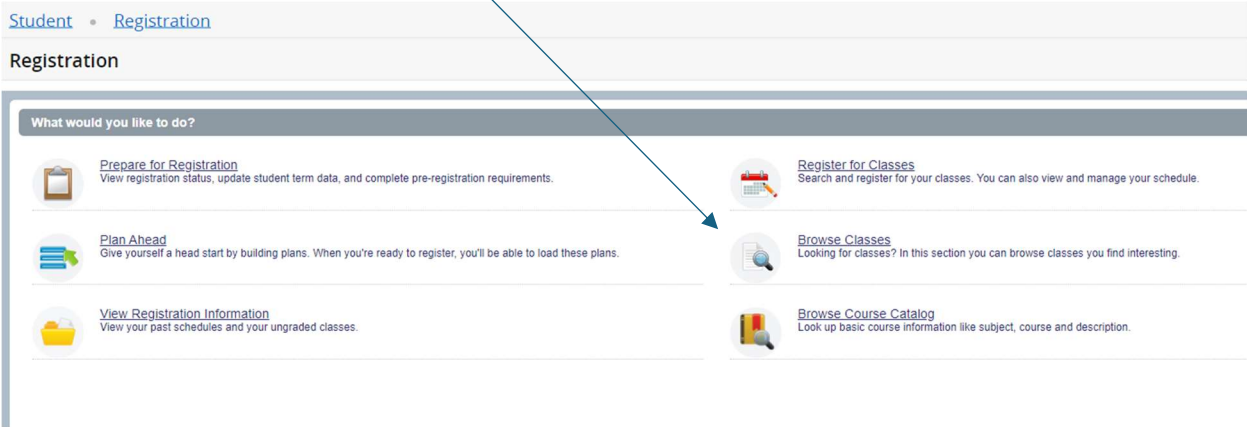 Student • Registration
Registration
What would you like to do?
Prepare for Registration
View registration status, update student term data, and complete pre-registration requirements.
Register for Classes
Search and register for your classes. You can also view and manage your schedule.
Plan Ahead
Give yourself a head start by building plans. When you're ready to register, you'll be able to load these plans.
Browse Classes
Looking for classes? In this section you can browse classes you find interesting.
View Registration Information
View your past schedules and your ungraded classes.
Browse Course Catalog
Look up basic course information like subject, course and description.